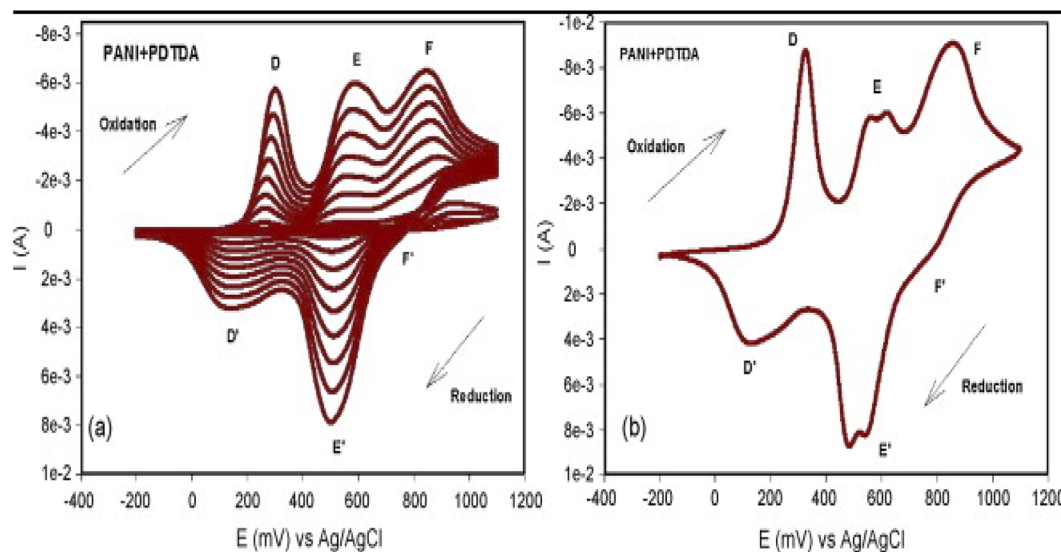 PANI+PDTDA
Oxidation
D
E
F
D'
E'
F'
Reduction
(a)
I (A)
-8e-3
-6e-3
-4e-3
-2e-3
0
2e-3
4e-3
6e-3
8e-3
1e-2
-400 -200 0 200 400 600 800 1000 1200
E (mV) vs Ag/AgCl
PANI+PDTDA
Oxidation
D
E
F
D'
E'
F'
Reduction
(b)
I (A)
-1e-2
-8e-3
-6e-3
-4e-3
-2e-3
0
2e-3
4e-3
6e-3
8e-3
1e-2
-400 -200 0 200 400 600 800 1000 1200
E (mV) vs Ag/AgCl